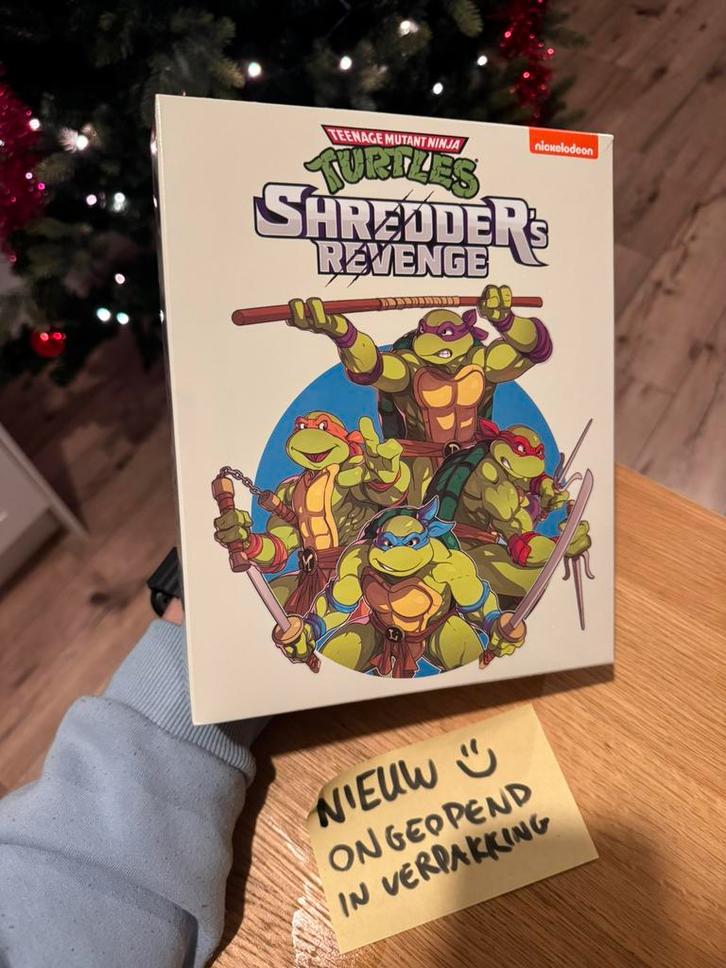 TEENAGE MUTANT NINJA
TURTLES
nickelodeon
SHREDDER'S
REVENGE
NIEUW
ONGEOPEND
IN VERPAKKING